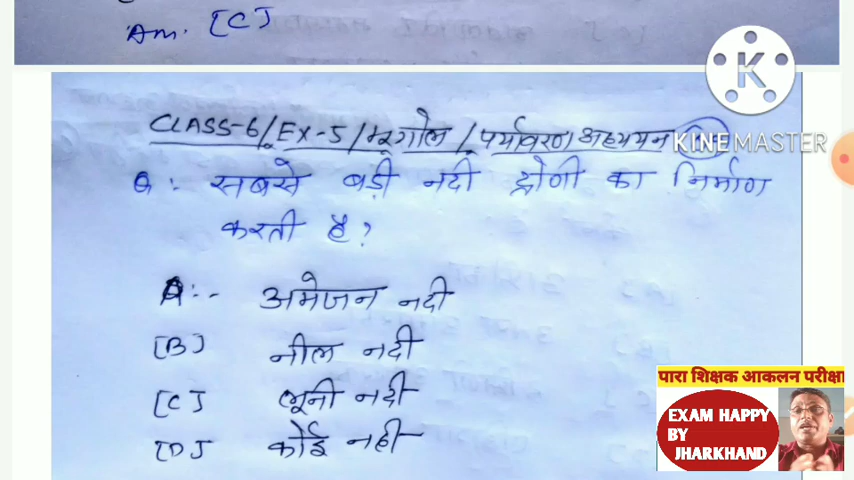 Ans. [C]
CLASS-6/EX-5/भूगोल/पर्यावरण अध्ययन
Q:- सबसे बड़ी नदी द्रोणी का निर्माण
करती है?
A:- अमेजन नदी
[B] नील नदी
[C] लूनी नदी
[D] कोई नही
K
KINEMASTER
पारा शिक्षक आकलन परीक्षा
EXAM HAPPY
BY
JHARKHAND